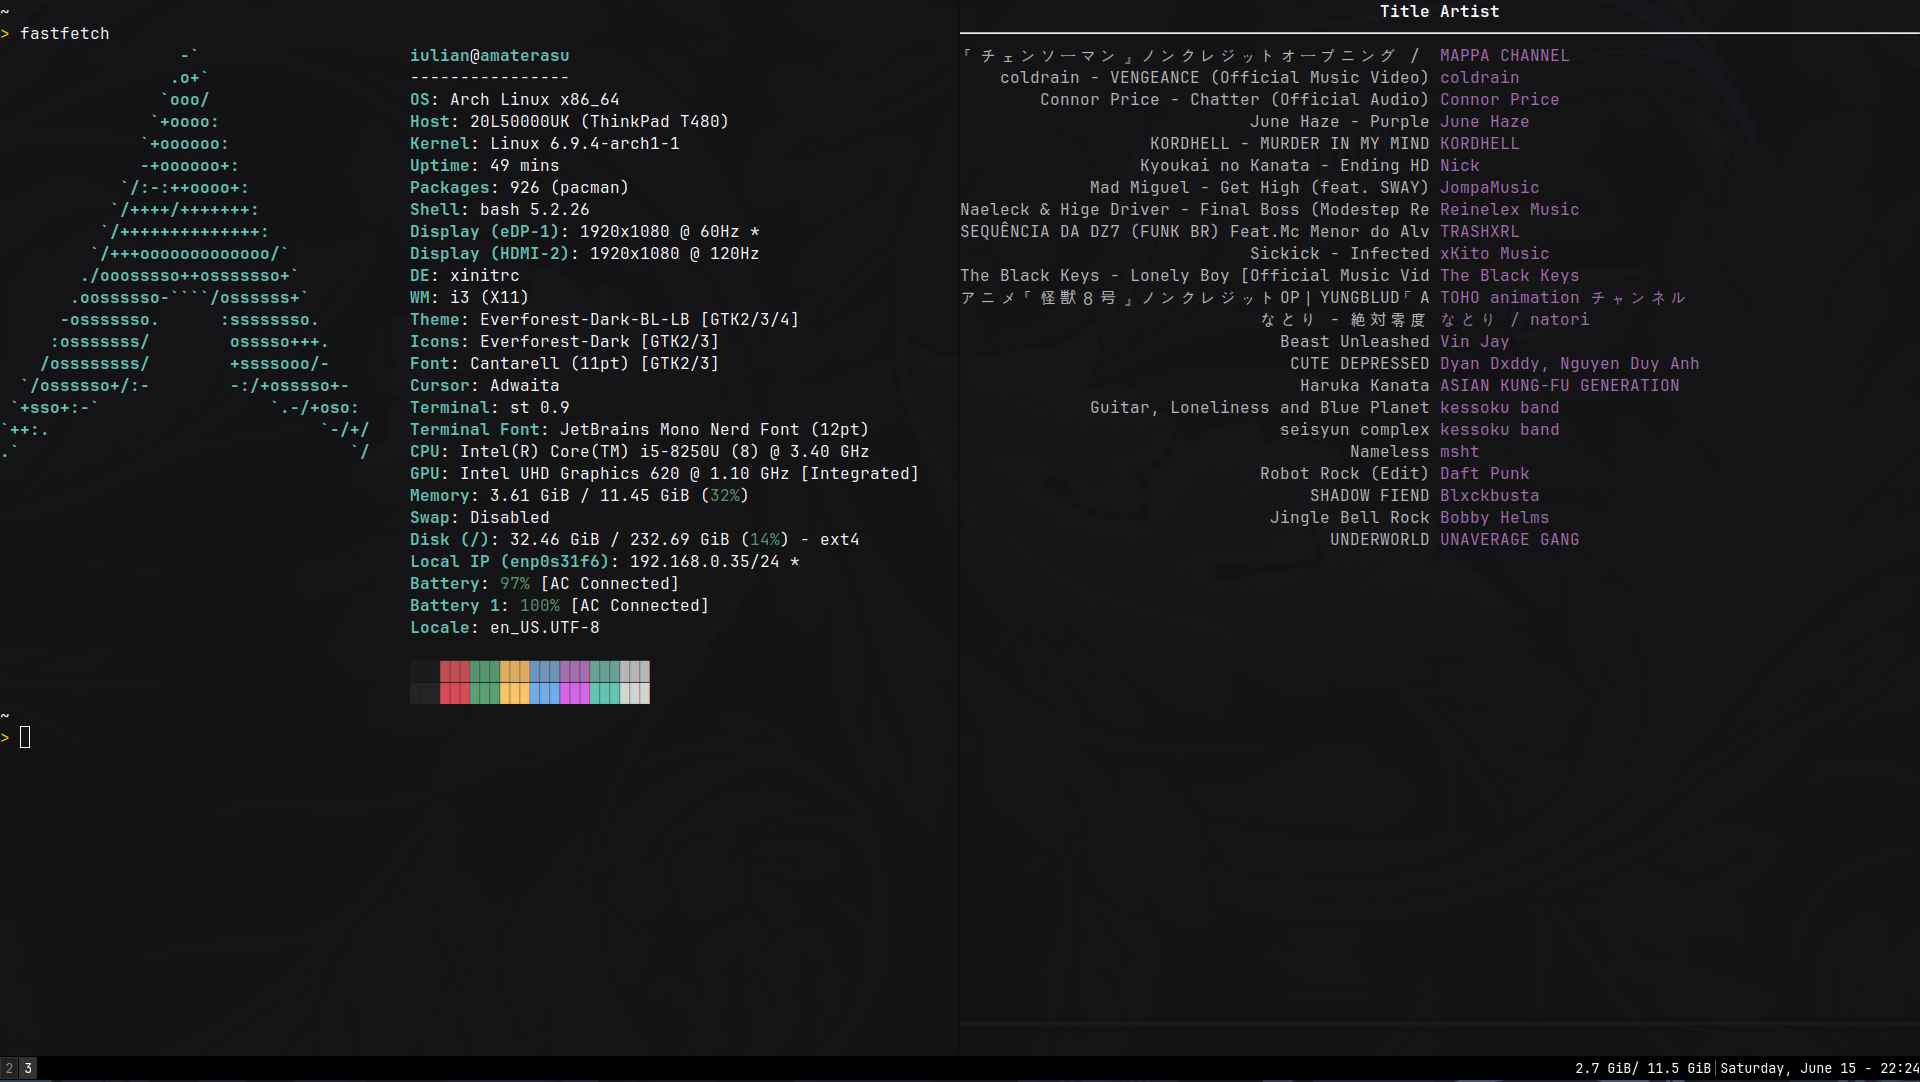 ~
> fastfetch
-`
.o+`
`ooo/
`+oooo:
`+oooooo:
-+oooooo+:
`/:-:++oooo+:
`/++++/+++++++:
`/++++++++++++++:
`/+++ooooooooooooo/`
./ooosssso++osssssso+`
.oossssso-````/ossssss+`
-osssssso.      :ssssssso.
:osssssss/        osssso+++.
/ossssssss/        +ssssooo/-
`/ossssso+/:-        -:/+osssso+-
`+sso+:-`                 `.-/+oso:
`++:.                           `-/+/
.`                                 `/
iulian@amaterasu
----------------
OS: Arch Linux x86_64
Host: 20L50000UK (ThinkPad T480)
Kernel: Linux 6.9.4-arch1-1
Uptime: 49 mins
Packages: 926 (pacman)
Shell: bash 5.2.26
Display (eDP-1): 1920x1080 @ 60Hz *
Display (HDMI-2): 1920x1080 @ 120Hz
DE: xinitrc
WM: i3 (X11)
Theme: Everforest-Dark-BL-LB [GTK2/3/4]
Icons: Everforest-Dark [GTK2/3]
Font: Cantarell (11pt) [GTK2/3]
Cursor: Adwaita
Terminal: st 0.9
Terminal Font: JetBrains Mono Nerd Font (12pt)
CPU: Intel(R) Core(TM) i5-8250U (8) @ 3.40 GHz
GPU: Intel UHD Graphics 620 @ 1.10 GHz [Integrated]
Memory: 3.61 GiB / 11.45 GiB (32%)
Swap: Disabled
Disk (/): 32.46 GiB / 232.69 GiB (14%) - ext4
Local IP (enp0s31f6): 192.168.0.35/24 *
Battery: 97% [AC Connected]
Battery 1: 100% [AC Connected]
Locale: en_US.UTF-8
~
>
Title Artist
『チェンソーマン』ノンクレジットオープニング / MAPPA CHANNEL
coldrain - VENGEANCE (Official Music Video) coldrain
Connor Price - Chatter (Official Audio) Connor Price
June Haze - Purple June Haze
KORDHELL - MURDER IN MY MIND KORDHELL
Kyoukai no Kanata - Ending HD Nick
Mad Miguel - Get High (feat. SWAY) JompaMusic
Naeleck & Hige Driver - Final Boss (Modestep Re Reinelex Music
SEQUÊNCIA DA DZ7 (FUNK BR) Feat.Mc Menor do Alv TRASHXRL
Sickick - Infected xKito Music
The Black Keys - Lonely Boy [Official Music Vid The Black Keys
アニメ『怪獣８号』ノンクレジットOP｜YUNGBLUD「A TOHO animation チャンネル
なとり - 絶対零度 なとり / natori
Beast Unleashed Vin Jay
CUTE DEPRESSED Dyan Dxddy, Nguyen Duy Anh
Haruka Kanata ASIAN KUNG-FU GENERATION
Guitar, Loneliness and Blue Planet kessoku band
seisyun complex kessoku band
Nameless msht
Robot Rock (Edit) Daft Punk
SHADOW FIEND Blxckbusta
Jingle Bell Rock Bobby Helms
UNDERWORLD UNAVERAGE GANG
2 3
2.7 GiB/ 11.5 GiB|Saturday, June 15 - 22:24